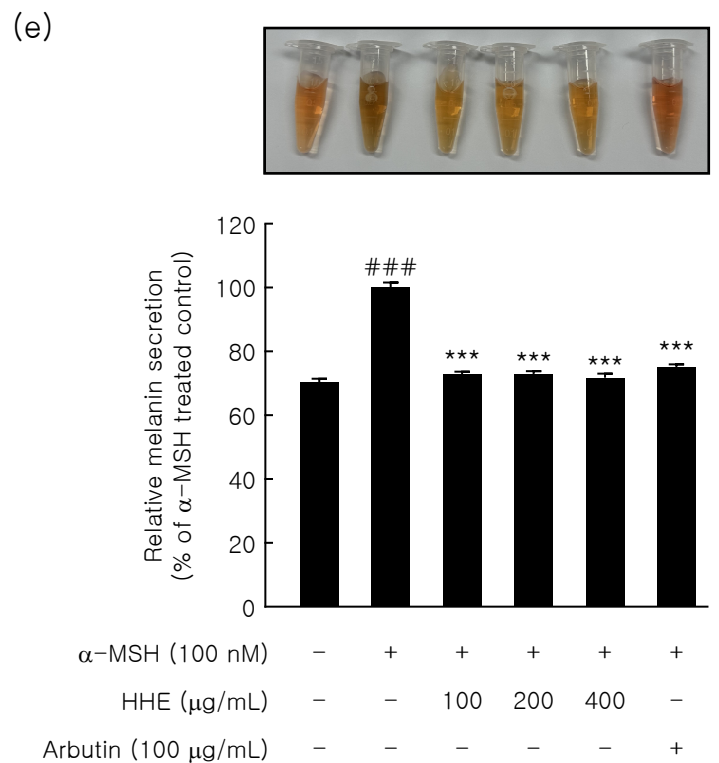 (e)
Relative melanin secretion
(% of α-MSH treated control)
120
100
80
60
40
20
0
###
***
***
***
***
α-MSH (100 nM) − + + + + +
HHE (μg/mL) − − 100 200 400 −
Arbutin (100 μg/mL) − − − − − +